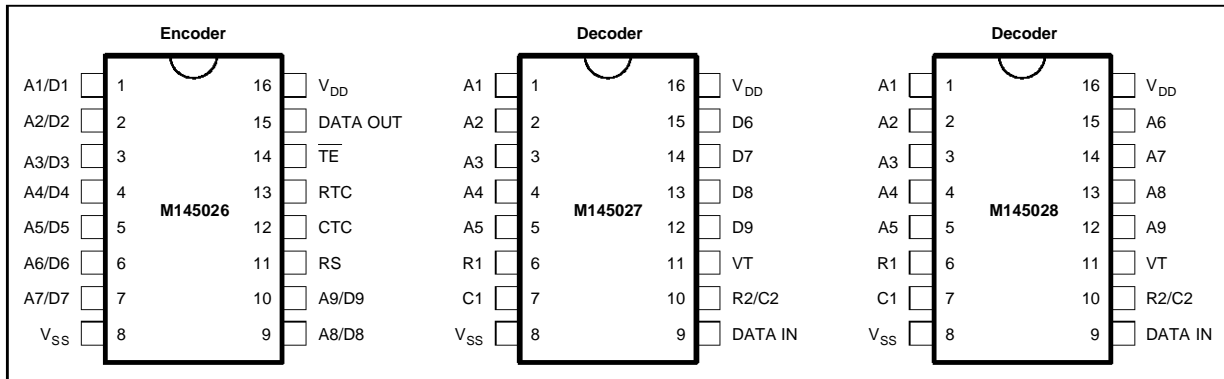 Encoder Decoder Decoder
A1/D1 1 16 VDD A1 1 16 VDD A1 1 16 VDD
A2/D2 2 15 DATA OUT A2 2 15 D6 A2 2 15 A6
A3/D3 3 14 T̅E̅ A3 3 14 D7 A3 3 14 A7
A4/D4 4 13 RTC A4 4 13 D8 A4 4 13 A8
M145026 M145027 M145028
A5/D5 5 12 CTC A5 5 12 D9 A5 5 12 A9
A6/D6 6 11 RS R1 6 11 VT R1 6 11 VT
A7/D7 7 10 A9/D9 C1 7 10 R2/C2 C1 7 10 R2/C2
VSS 8 9 A8/D8 VSS 8 9 DATA IN VSS 8 9 DATA IN